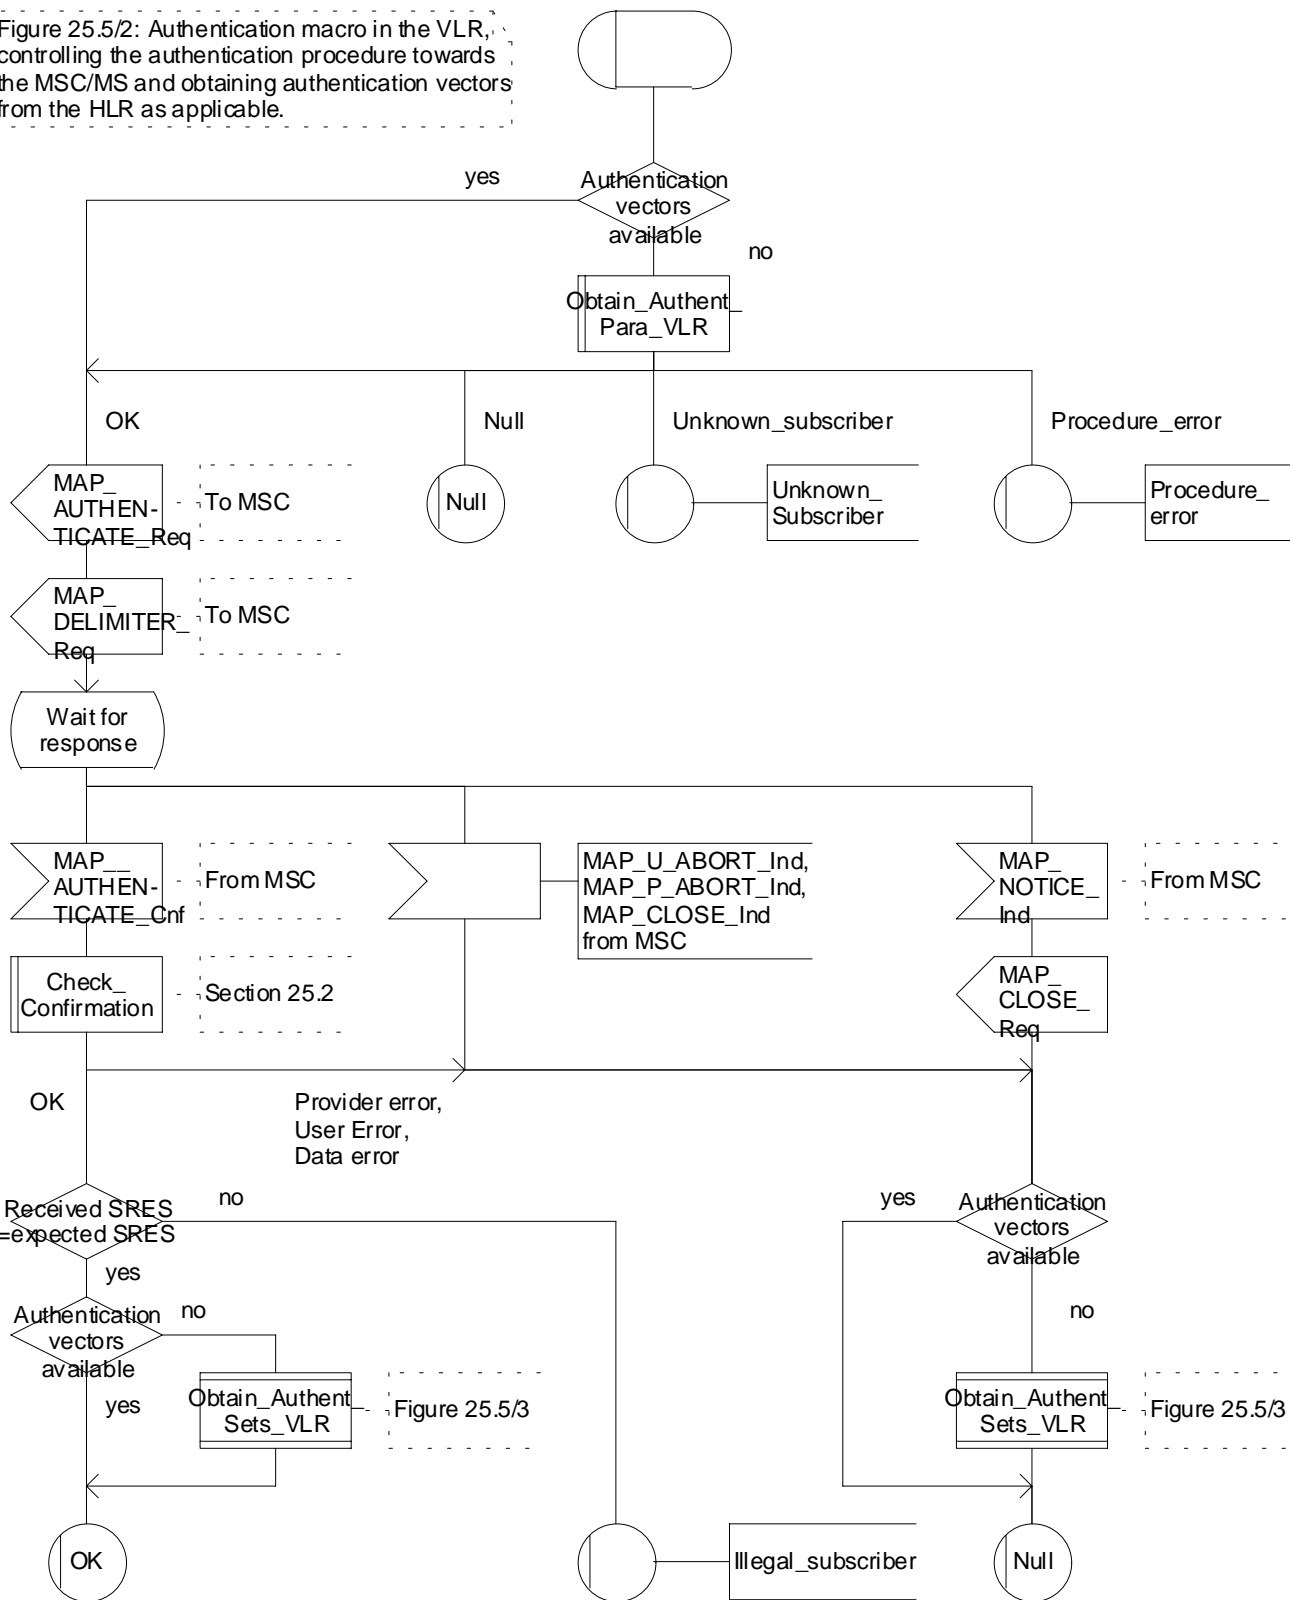 Figure 25.5/2: Authentication macro in the VLR,
controlling the authentication procedure towards
the MSC/MS and obtaining authentication vectors
from the HLR as applicable.
yes
Authentication
vectors
available
no
Obtain_Authent_
Para_VLR
OK
Null
Unknown_subscriber
Procedure_error
MAP_
AUTHEN-
TICATE_Req
To MSC
Null
Unknown_
Subscriber
Procedure_
error
MAP_
DELIMITER_
Req
To MSC
Wait for
response
MAP__
AUTHEN-
TICATE_Cnf
From MSC
MAP_U_ABORT_Ind,
MAP_P_ABORT_Ind,
MAP_CLOSE_Ind
from MSC
MAP_
NOTICE_
Ind
From MSC
Check_
Confirmation
Section 25.2
MAP_
CLOSE_
Req
OK
Provider error,
User Error,
Data error
Received SRES
=expected SRES
no
yes
Authentication
vectors
available
yes
Authentication
vectors
available
no
no
yes
Obtain_Authent_
Sets_VLR
Figure 25.5/3
Obtain_Authent_
Sets_VLR
Figure 25.5/3
OK
Illegal_subscriber
Null